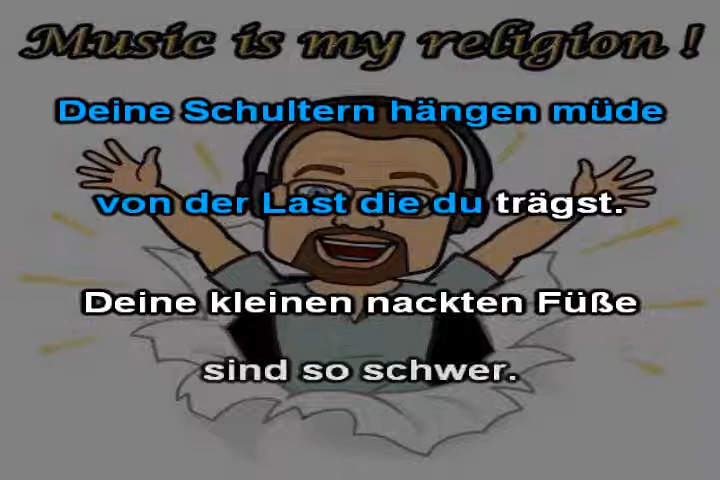 Music is my religion !
Deine Schultern hängen müde
von der Last die du trägst.
Deine kleinen nackten Füße
sind so schwer.